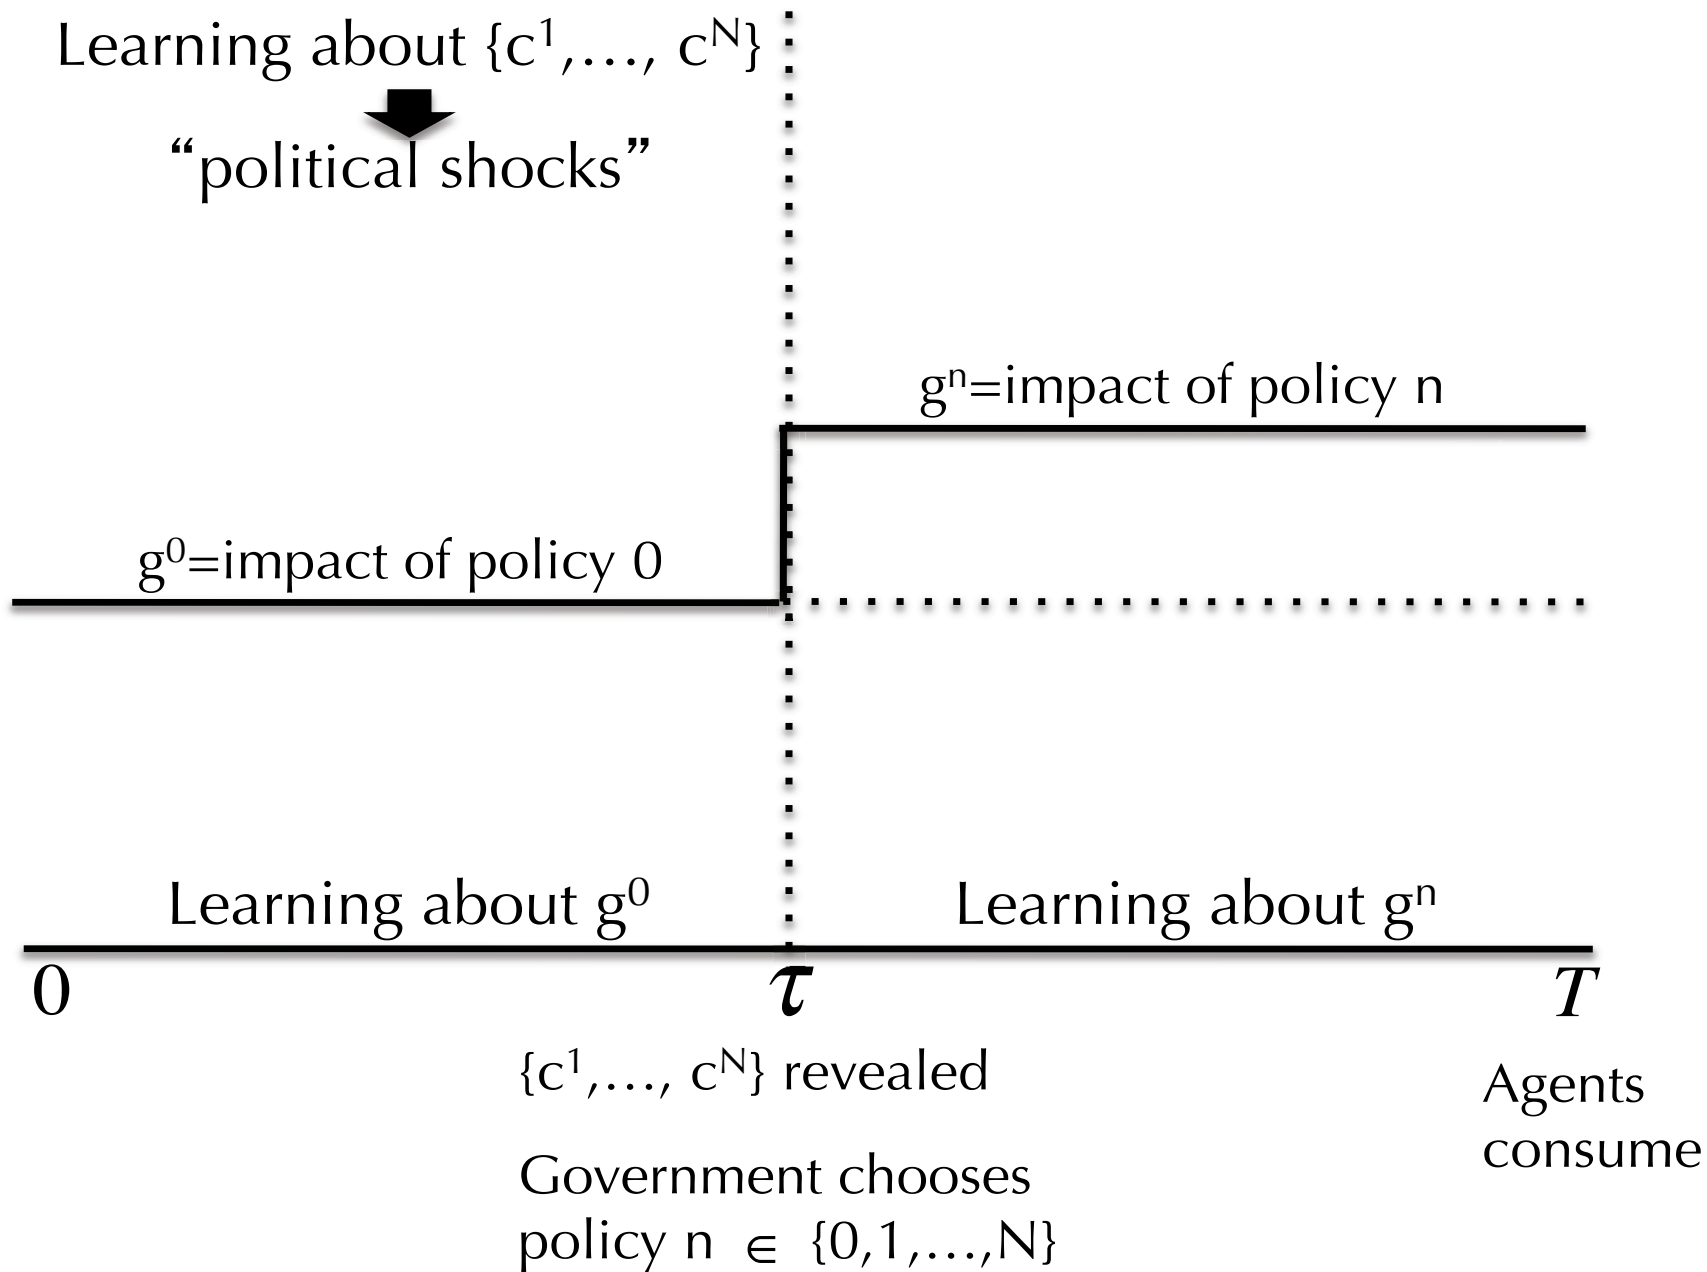 Learning about {c¹,…, cᴺ}
“political shocks”
gⁿ=impact of policy n
g⁰=impact of policy 0
Learning about g⁰
Learning about gⁿ
0
τ
T
{c¹,…, cᴺ} revealed
Agents
consume
Government chooses
policy n ∈ {0,1,…,N}